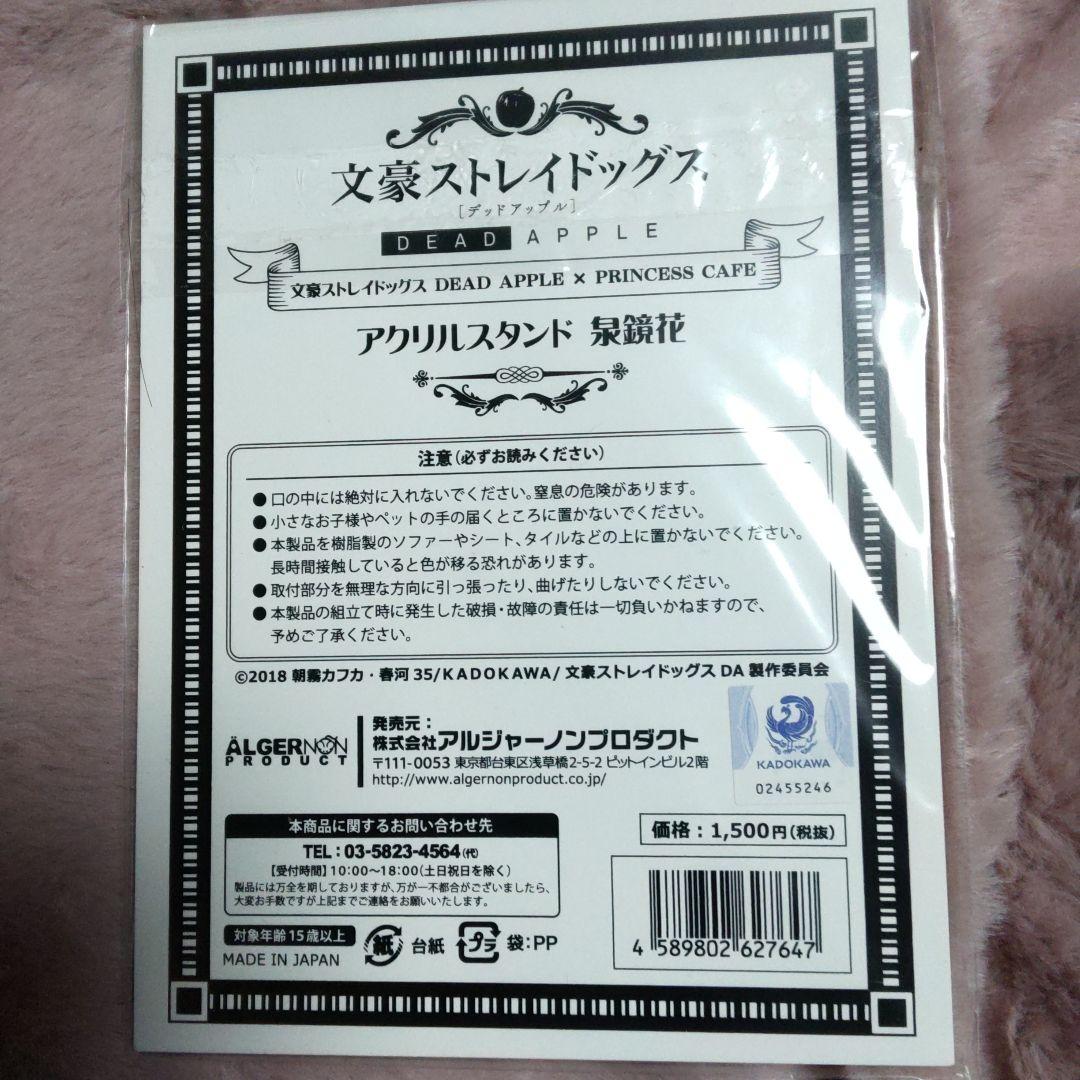 文豪ストレイドッグス
[デッドアップル]
DEAD APPLE
文豪ストレイドッグス DEAD APPLE × PRINCESS CAFE
アクリルスタンド 泉鏡花
注意(必ずお読みください)
●口の中には絶対に入れないでください。窒息の危険があります。
●小さなお子様やペットの手の届くところに置かないでください。
●本製品を樹脂製のソファーやシート、タイルなどの上に置かないでください。
長時間接触していると色が移る恐れがあります。
●取付部分を無理な方向に引っ張ったり、曲げたりしないでください。
●本製品の組立て時に発生した破損・故障の責任は一切負いかねますので、
予めご了承ください。
©2018 朝霧カフカ・春河35/KADOKAWA/文豪ストレイドッグスDA製作委員会
ÄLGERNON
PRODUCT
発売元：
株式会社アルジャーノンプロダクト
〒111-0053 東京都台東区浅草橋2-5-2 ビットインビル2階
http://www.algernonproduct.co.jp/
KADOKAWA
02455246
本商品に関するお問い合わせ先
TEL：03-5823-4564(代)
【受付時間】10:00～18:00(土日祝日を除く)
製品には万全を期しておりますが、万が一不都合がございましたら、
大変お手数ですが上記までご連絡をお願いいたします。
価格：1,500円(税抜)
対象年齢15歳以上
MADE IN JAPAN
紙 台紙
プラ 袋：PP
4 589802 627647